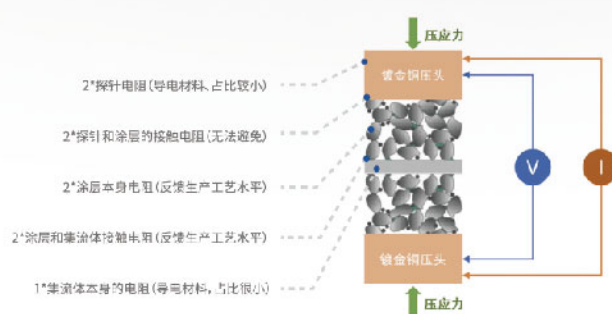 压应力
镀金铜压头
2*探针电阻(导电材料、占比较小)
2*探针和涂层的接触电阻(无法避免)
2*涂层本身电阻(反馈生产工艺水平)
V
I
2*涂层和集流体接触电阻(反馈生产工艺水平)
镀金铜压头
1*集流体本身的电阻(导电材料,占比很小)
压应力